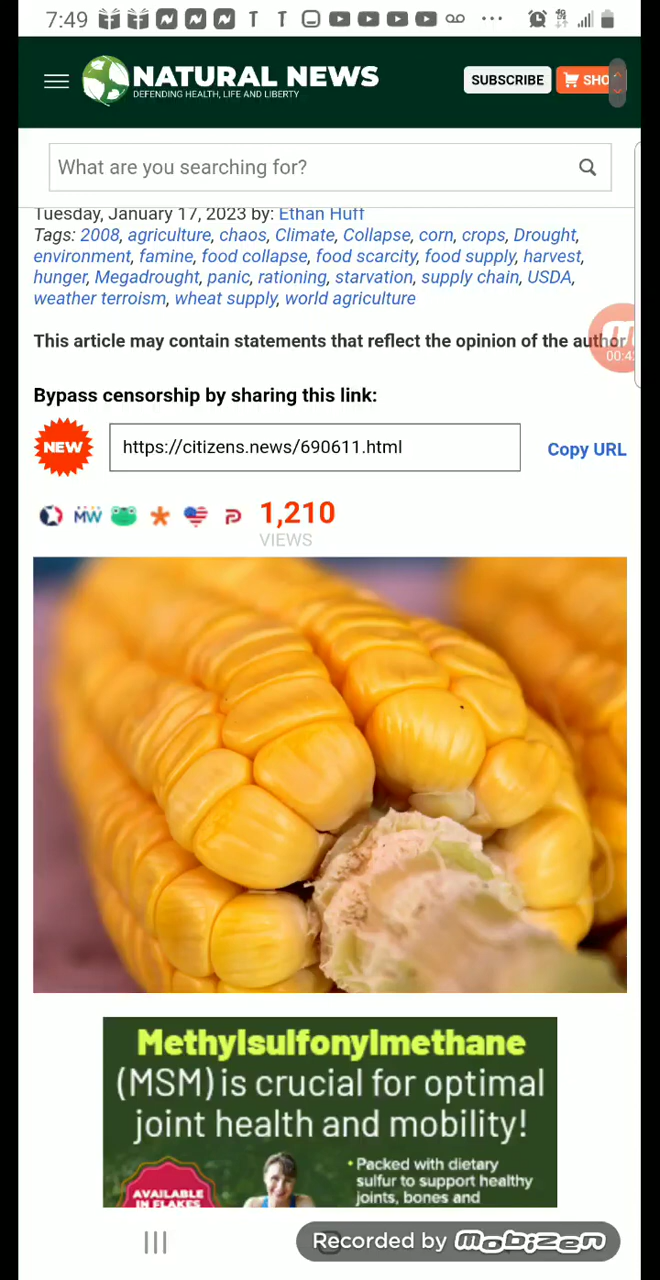 7:49
NATURAL NEWS
DEFENDING HEALTH, LIFE AND LIBERTY
SUBSCRIBE
SHO
What are you searching for?
Tuesday, January 17, 2023 by: Ethan Huff
Tags: 2008, agriculture, chaos, Climate, Collapse, corn, crops, Drought,
environment, famine, food collapse, food scarcity, food supply, harvest,
hunger, Megadrought, panic, rationing, starvation, supply chain, USDA,
weather terroism, wheat supply, world agriculture
This article may contain statements that reflect the opinion of the author
00:4
Bypass censorship by sharing this link:
NEW
https://citizens.news/690611.html
Copy URL
MW
1,210
VIEWS
Methylsulfonylmethane
(MSM) is crucial for optimal
joint health and mobility!
AVAILABLE
IN FLAKES
• Packed with dietary
sulfur to support healthy
joints, bones and
Recorded by mobizen